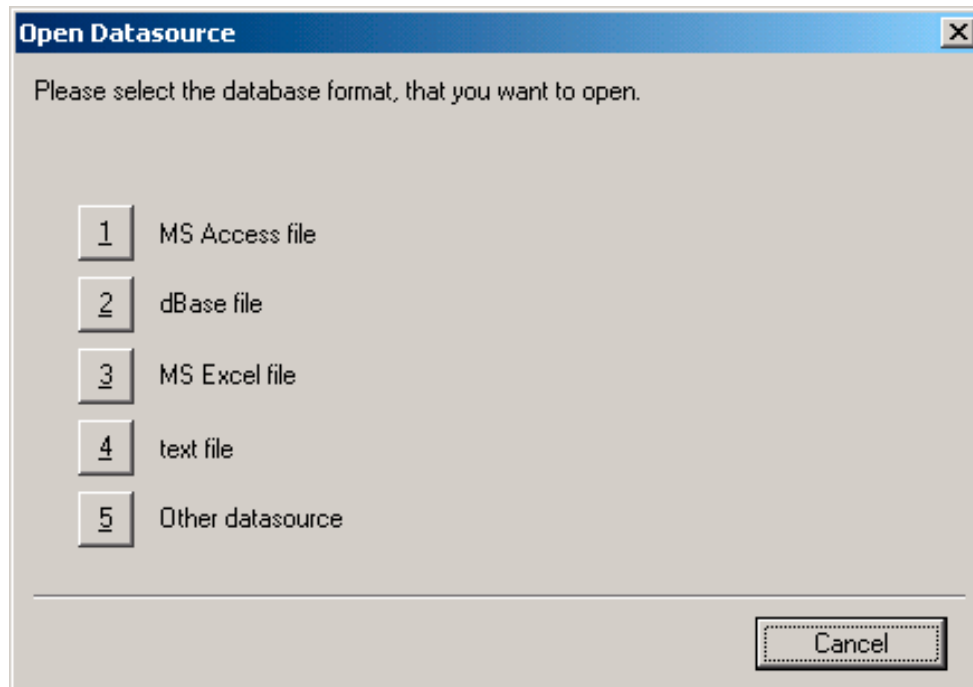 Open Datasource
Please select the database format, that you want to open.
1 MS Access file
2 dBase file
3 MS Excel file
4 text file
5 Other datasource
Cancel